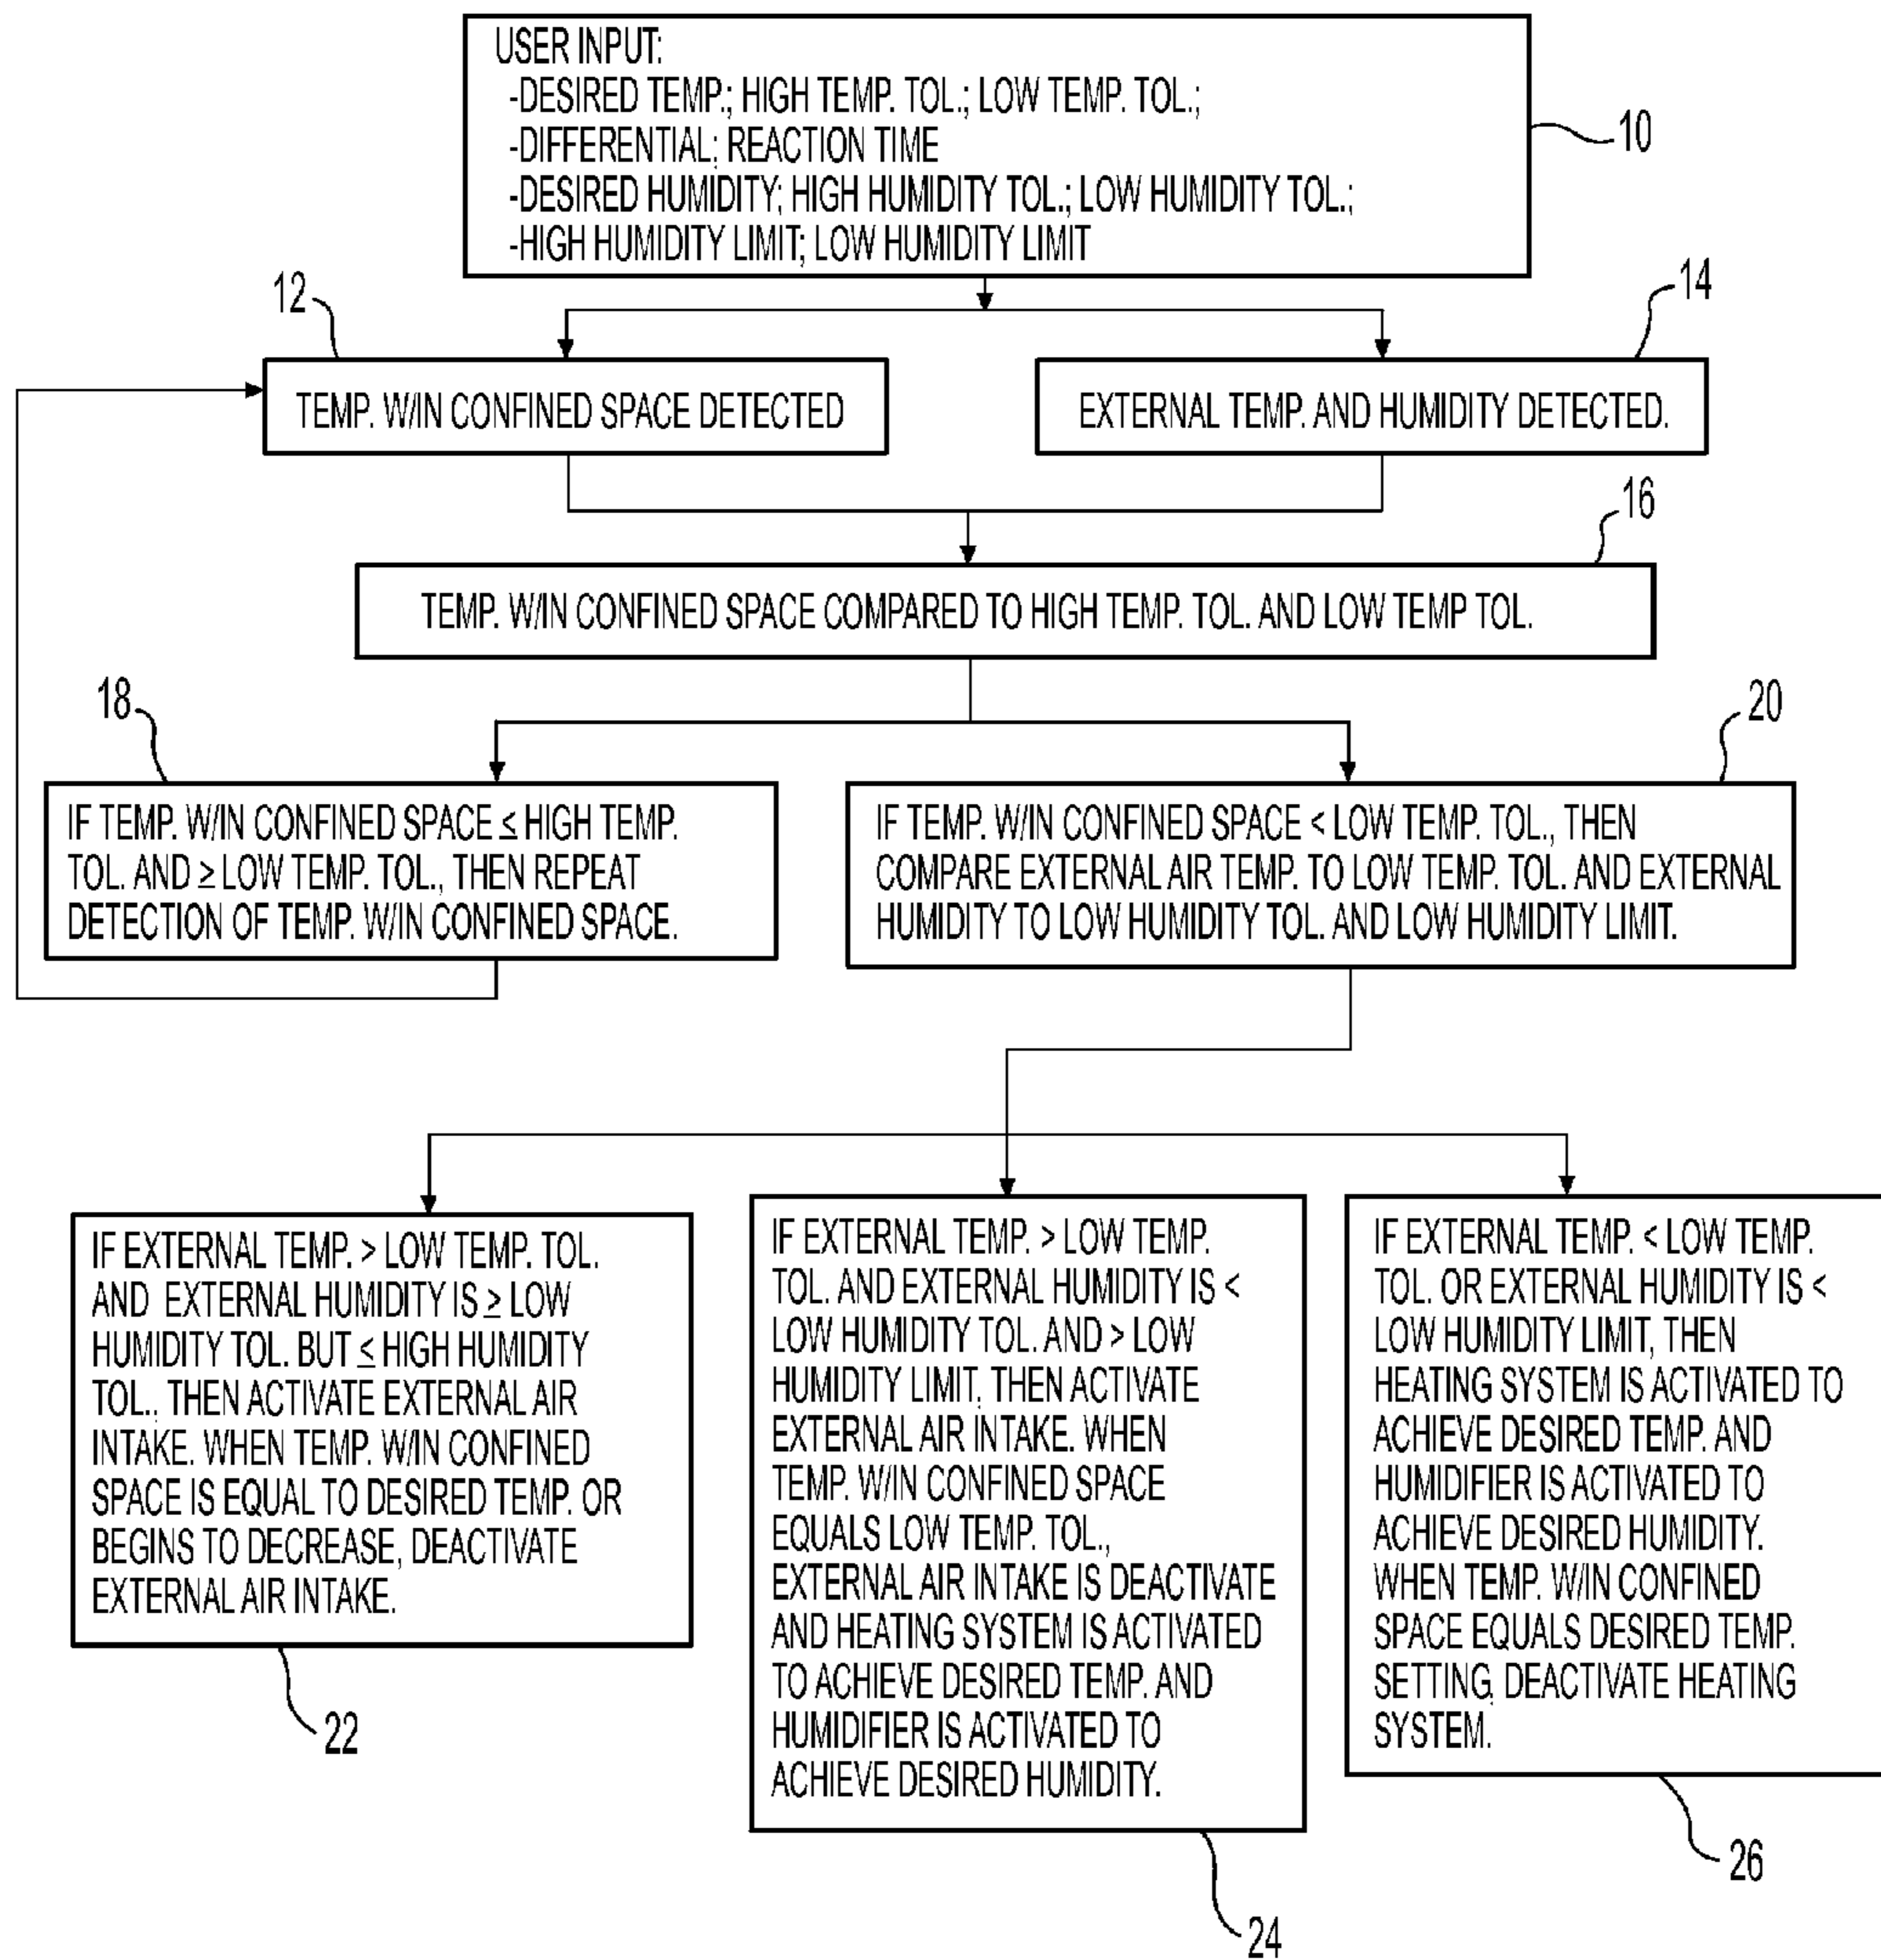 USER INPUT:
-DESIRED TEMP.; HIGH TEMP. TOL.; LOW TEMP. TOL.;
-DIFFERENTIAL; REACTION TIME
-DESIRED HUMIDITY; HIGH HUMIDITY TOL.; LOW HUMIDITY TOL.;
-HIGH HUMIDITY LIMIT; LOW HUMIDITY LIMIT
10
12
14
TEMP. W/IN CONFINED SPACE DETECTED
EXTERNAL TEMP. AND HUMIDITY DETECTED.
16
TEMP. W/IN CONFINED SPACE COMPARED TO HIGH TEMP. TOL. AND LOW TEMP TOL.
18
20
IF TEMP. W/IN CONFINED SPACE ≤ HIGH TEMP.
TOL. AND ≥ LOW TEMP. TOL., THEN REPEAT
DETECTION OF TEMP. W/IN CONFINED SPACE.
IF TEMP. W/IN CONFINED SPACE < LOW TEMP. TOL., THEN
COMPARE EXTERNAL AIR TEMP. TO LOW TEMP. TOL. AND EXTERNAL
HUMIDITY TO LOW HUMIDITY TOL. AND LOW HUMIDITY LIMIT.
IF EXTERNAL TEMP. > LOW TEMP. TOL.
AND EXTERNAL HUMIDITY IS ≥ LOW
HUMIDITY TOL. BUT ≤ HIGH HUMIDITY
TOL., THEN ACTIVATE EXTERNAL AIR
INTAKE. WHEN TEMP. W/IN CONFINED
SPACE IS EQUAL TO DESIRED TEMP. OR
BEGINS TO DECREASE, DEACTIVATE
EXTERNAL AIR INTAKE.
22
IF EXTERNAL TEMP. > LOW TEMP.
TOL. AND EXTERNAL HUMIDITY IS <
LOW HUMIDITY TOL. AND > LOW
HUMIDITY LIMIT, THEN ACTIVATE
EXTERNAL AIR INTAKE. WHEN
TEMP. W/IN CONFINED SPACE
EQUALS LOW TEMP. TOL.,
EXTERNAL AIR INTAKE IS DEACTIVATE
AND HEATING SYSTEM IS ACTIVATED
TO ACHIEVE DESIRED TEMP. AND
HUMIDIFIER IS ACTIVATED TO
ACHIEVE DESIRED HUMIDITY.
24
IF EXTERNAL TEMP. < LOW TEMP.
TOL. OR EXTERNAL HUMIDITY IS <
LOW HUMIDITY LIMIT, THEN
HEATING SYSTEM IS ACTIVATED TO
ACHIEVE DESIRED TEMP. AND
HUMIDIFIER IS ACTIVATED TO
ACHIEVE DESIRED HUMIDITY.
WHEN TEMP. W/IN CONFINED
SPACE EQUALS DESIRED TEMP.
SETTING, DEACTIVATE HEATING
SYSTEM.
26